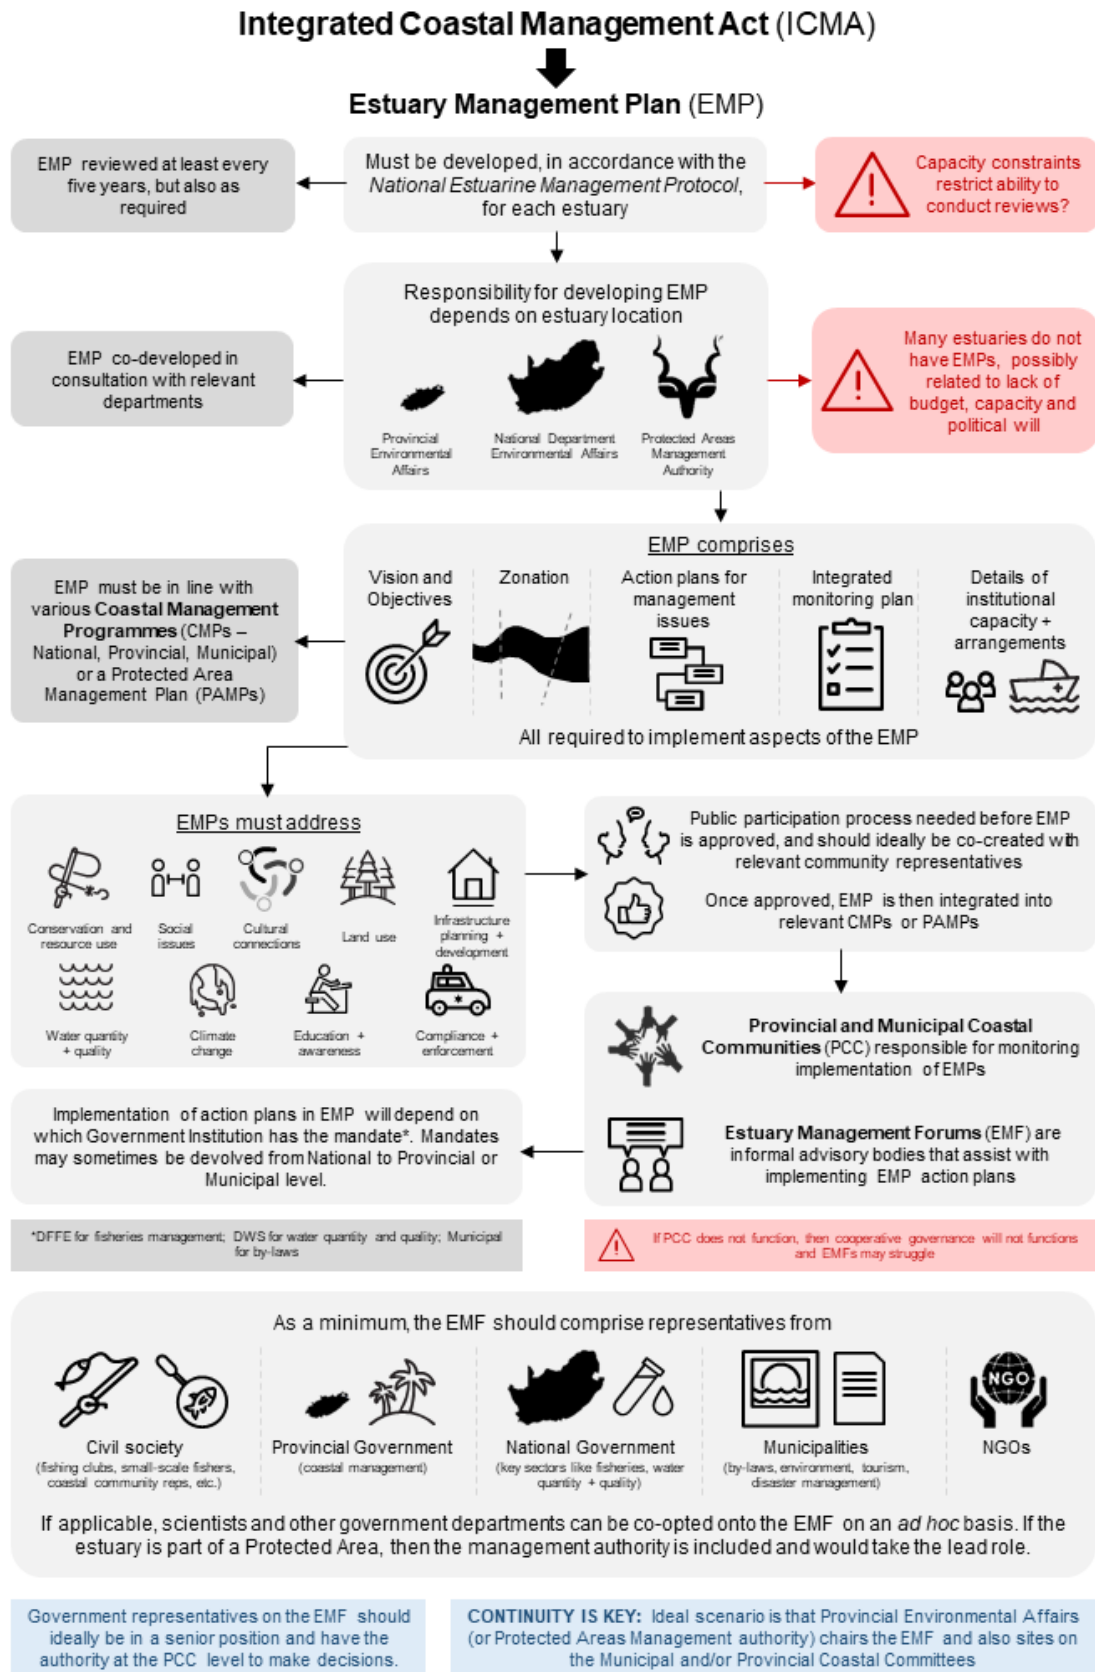 Integrated Coastal Management Act (ICMA)
Estuary Management Plan (EMP)
EMP reviewed at least every
five years, but also as
required
Must be developed, in accordance with the
National Estuarine Management Protocol,
for each estuary
Capacity constraints
restrict ability to
conduct reviews?
Responsibility for developing EMP
depends on estuary location
Provincial
Environmental
Affairs
National Department
Environmental Affairs
Protected Areas
Management
Authority
EMP co-developed in
consultation with relevant
departments
Many estuaries do not
have EMPs, possibly
related to lack of
budget, capacity and
political will
EMP comprises
Vision and
Objectives
Zonation
Action plans for
management
issues
Integrated
monitoring plan
Details of
institutional
capacity +
arrangements
All required to implement aspects of the EMP
EMP must be in line with
various Coastal Management
Programmes (CMPs –
National, Provincial, Municipal)
or a Protected Area
Management Plan (PAMPs)
EMPs must address
Conservation and
resource use
Social
issues
Cultural
connections
Land use
Infrastructure
planning +
development
Water quantity
+ quality
Climate
change
Education +
awareness
Compliance +
enforcement
Public participation process needed before EMP
is approved, and should ideally be co-created with
relevant community representatives
Once approved, EMP is then integrated into
relevant CMPs or PAMPs
Provincial and Municipal Coastal
Communities (PCC) responsible for monitoring
implementation of EMPs
Estuary Management Forums (EMF) are
informal advisory bodies that assist with
implementing EMP action plans
Implementation of action plans in EMP will depend on
which Government Institution has the mandate*. Mandates
may sometimes be devolved from National to Provincial or
Municipal level.
*DFFE for fisheries management; DWS for water quantity and quality; Municipal
for by-laws
If PCC does not function, then cooperative governance will not functions
and EMFs may struggle
As a minimum, the EMF should comprise representatives from
Civil society
(fishing clubs, small-scale fishers,
coastal community reps, etc.)
Provincial Government
(coastal management)
National Government
(key sectors like fisheries, water
quantity + quality)
Municipalities
(by-laws, environment, tourism,
disaster management)
NGO
NGOs
If applicable, scientists and other government departments can be co-opted onto the EMF on an ad hoc basis. If the
estuary is part of a Protected Area, then the management authority is included and would take the lead role.
Government representatives on the EMF should
ideally be in a senior position and have the
authority at the PCC level to make decisions.
CONTINUITY IS KEY: Ideal scenario is that Provincial Environmental Affairs
(or Protected Areas Management authority) chairs the EMF and also sites on
the Municipal and/or Provincial Coastal Committees